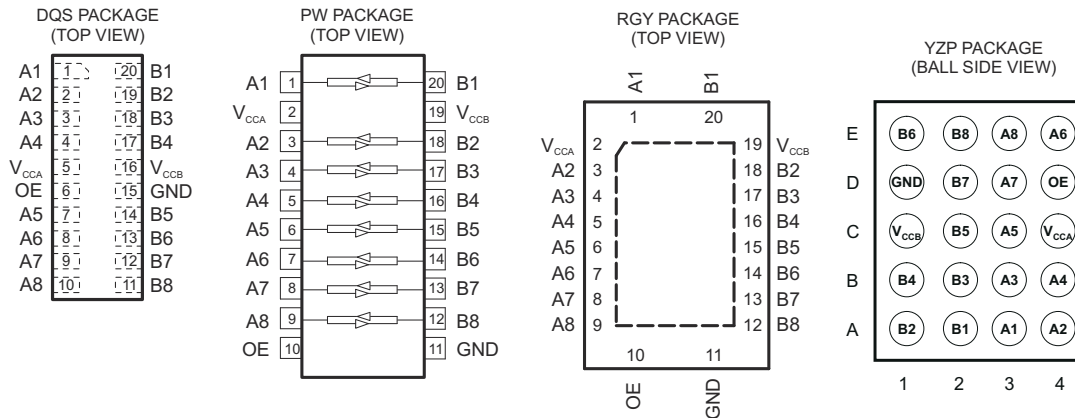 DQS PACKAGE
(TOP VIEW)
A1 1 20 B1
A2 2 19 B2
A3 3 18 B3
A4 4 17 B4
VCCA 5 16 VCCB
OE 6 15 GND
A5 7 14 B5
A6 8 13 B6
A7 9 12 B7
A8 10 11 B8
PW PACKAGE
(TOP VIEW)
A1 1 20 B1
VCCA 2 19 VCCB
A2 3 18 B2
A3 4 17 B3
A4 5 16 B4
A5 6 15 B5
A6 7 14 B6
A7 8 13 B7
A8 9 12 B8
OE 10 11 GND
RGY PACKAGE
(TOP VIEW)
A1 B1
1 20
VCCA 2 19 VCCB
A2 3 18 B2
A3 4 17 B3
A4 5 16 B4
A5 6 15 B5
A6 7 14 B6
A7 8 13 B7
A8 9 12 B8
10 11
OE GND
YZP PACKAGE
(BALL SIDE VIEW)
E B6 B8 A8 A6
D GND B7 A7 OE
C VCCB B5 A5 VCCA
B B4 B3 A3 A4
A B2 B1 A1 A2
1 2 3 4